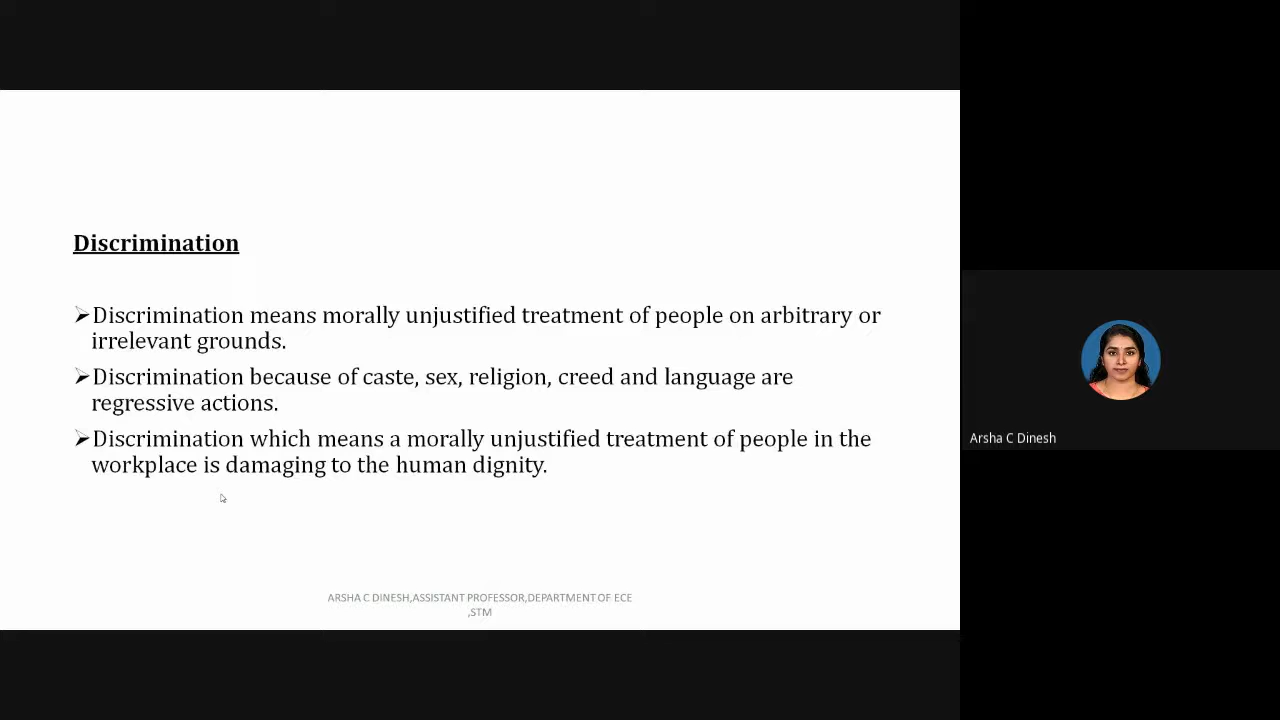 Discrimination
➢Discrimination means morally unjustified treatment of people on arbitrary or
irrelevant grounds.
➢Discrimination because of caste, sex, religion, creed and language are
regressive actions.
➢Discrimination which means a morally unjustified treatment of people in the
workplace is damaging to the human dignity.
ARSHA C DINESH,ASSISTANT PROFESSOR,DEPARTMENT OF ECE
,STM
Arsha C Dinesh